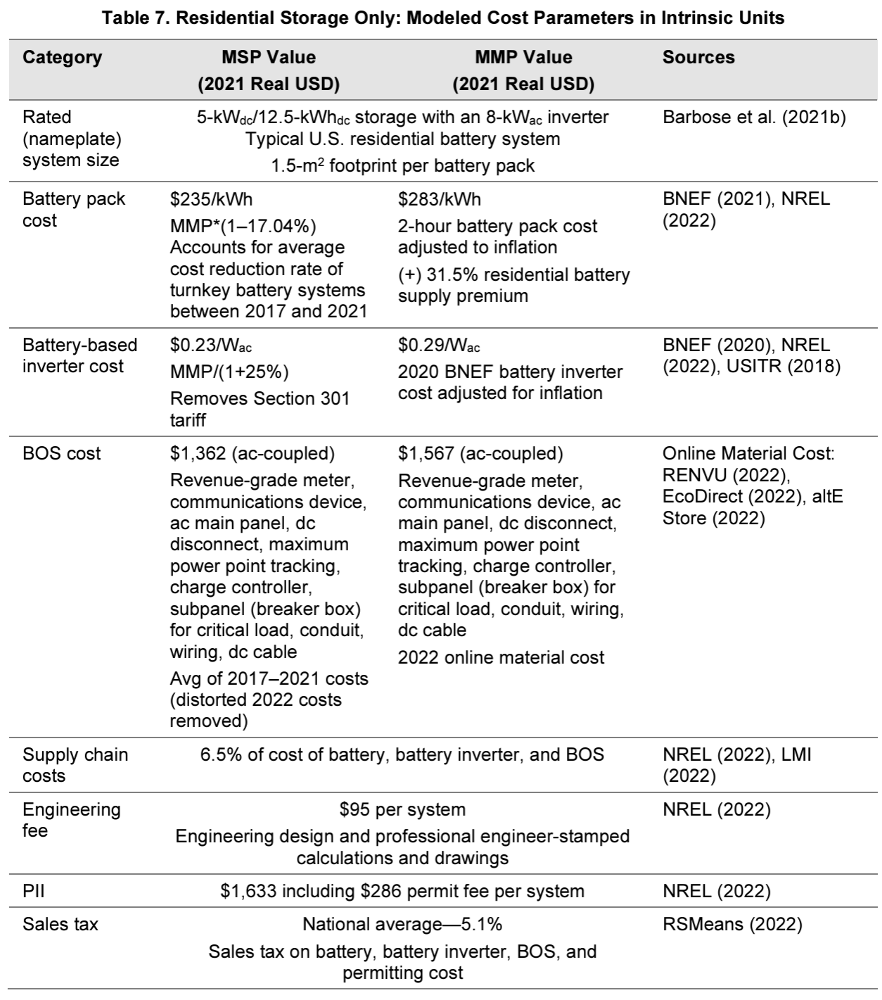 Table 7. Residential Storage Only: Modeled Cost Parameters in Intrinsic Units
Category
MSP Value
(2021 Real USD)
MMP Value
(2021 Real USD)
Sources
Rated
(nameplate)
system size
5-kWdc/12.5-kWhdc storage with an 8-kWac inverter
Typical U.S. residential battery system
1.5-m² footprint per battery pack
Barbose et al. (2021b)
Battery pack
cost
$235/kWh
MMP*(1–17.04%)
Accounts for average
cost reduction rate of
turnkey battery systems
between 2017 and 2021
$283/kWh
2-hour battery pack cost
adjusted to inflation
(+) 31.5% residential battery
supply premium
BNEF (2021), NREL
(2022)
Battery-based
inverter cost
$0.23/Wac
MMP/(1+25%)
Removes Section 301
tariff
$0.29/Wac
2020 BNEF battery inverter
cost adjusted for inflation
BNEF (2020), NREL
(2022), USITR (2018)
BOS cost
$1,362 (ac-coupled)
Revenue-grade meter,
communications device,
ac main panel, dc
disconnect, maximum
power point tracking,
charge controller,
subpanel (breaker box)
for critical load, conduit,
wiring, dc cable
Avg of 2017–2021 costs
(distorted 2022 costs
removed)
$1,567 (ac-coupled)
Revenue-grade meter,
communications device, ac
main panel, dc disconnect,
maximum power point
tracking, charge controller,
subpanel (breaker box) for
critical load, conduit, wiring,
dc cable
2022 online material cost
Online Material Cost:
RENVU (2022),
EcoDirect (2022), altE
Store (2022)
Supply chain
costs
6.5% of cost of battery, battery inverter, and BOS
NREL (2022), LMI
(2022)
Engineering
fee
$95 per system
Engineering design and professional engineer-stamped
calculations and drawings
NREL (2022)
PII
$1,633 including $286 permit fee per system
NREL (2022)
Sales tax
National average—5.1%
Sales tax on battery, battery inverter, BOS, and
permitting cost
RSMeans (2022)